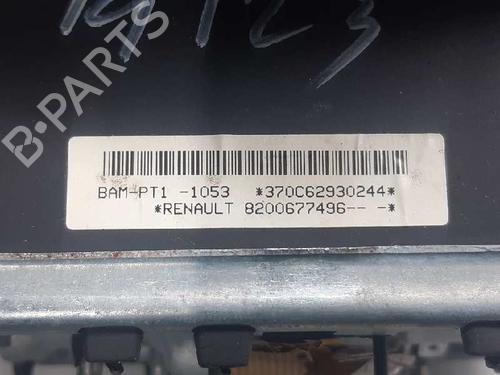 BAM-PT1 -1053 *370C62930244*
*RENAULT 8200677496-- -*
B-PARTS